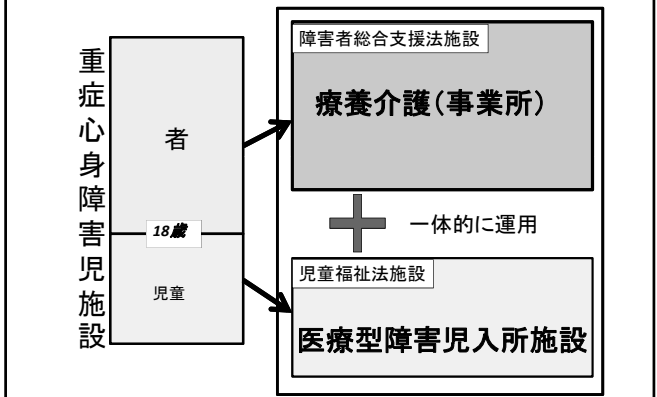 重症心身障害児施設
者
18歳
児童
障害者総合支援法施設
療養介護(事業所)
一体的に運用
児童福祉法施設
医療型障害児入所施設